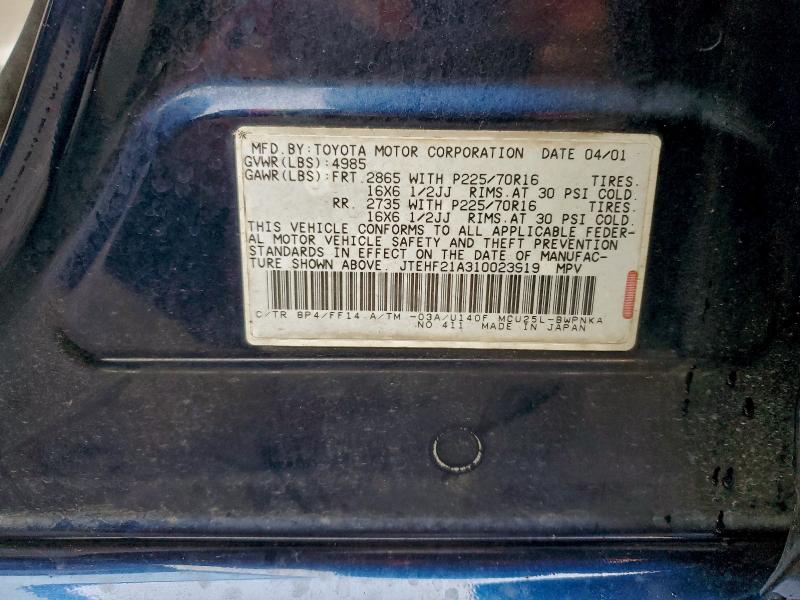 MFD.BY:TOYOTA MOTOR CORPORATION DATE 04/01
GVWR(LBS):4985
GAWR(LBS):FRT. 2865 WITH P225/70R16 TIRES.
16X6 1/2JJ RIMS.AT 30 PSI COLD.
RR. 2735 WITH P225/70R16 TIRES.
16X6 1/2JJ RIMS.AT 30 PSI COLD.
THIS VEHICLE CONFORMS TO ALL APPLICABLE FEDER-
AL MOTOR VEHICLE SAFETY AND THEFT PREVENTION
STANDARDS IN EFFECT ON THE DATE OF MANUFAC-
TURE SHOWN ABOVE. JTEHF21A310023919 MPV
C/TR 8P4/FF14 A/TM -03A/U140F MCU25L-BWPNKA
NO 411 MADE IN JAPAN